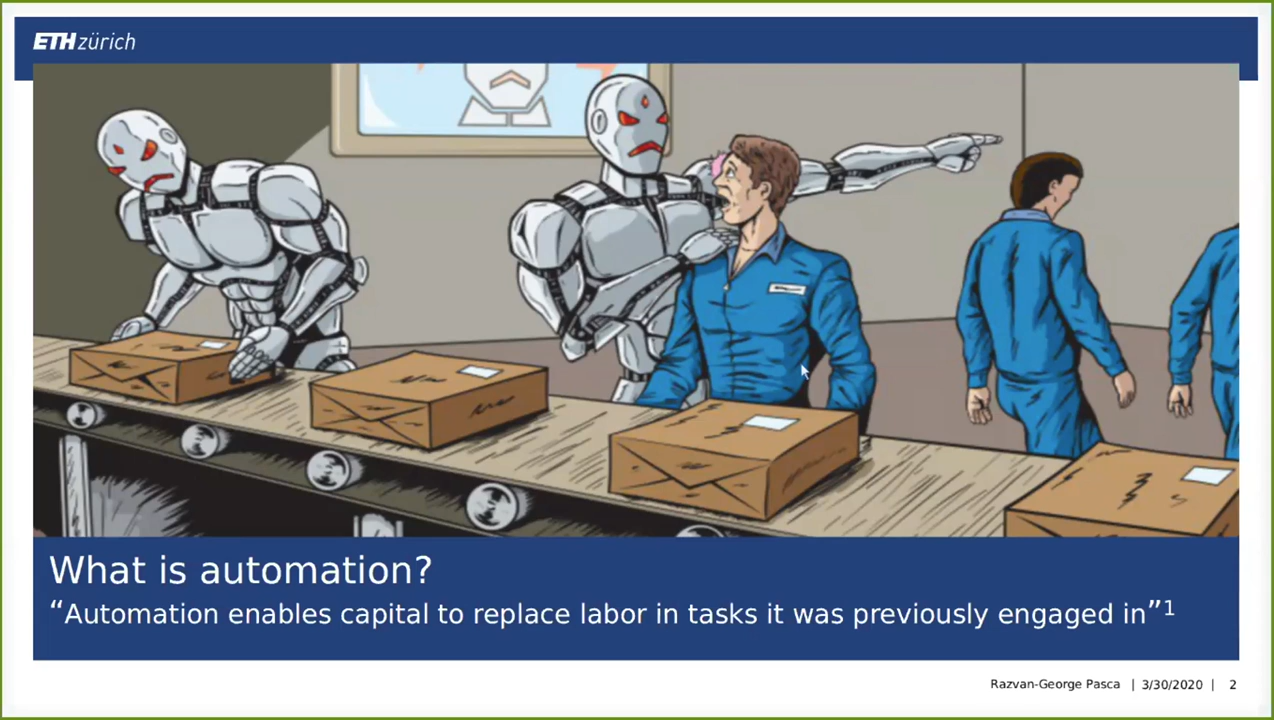 ETH zürich
What is automation?
“Automation enables capital to replace labor in tasks it was previously engaged in”1
Razvan-George Pasca | 3/30/2020 | 2